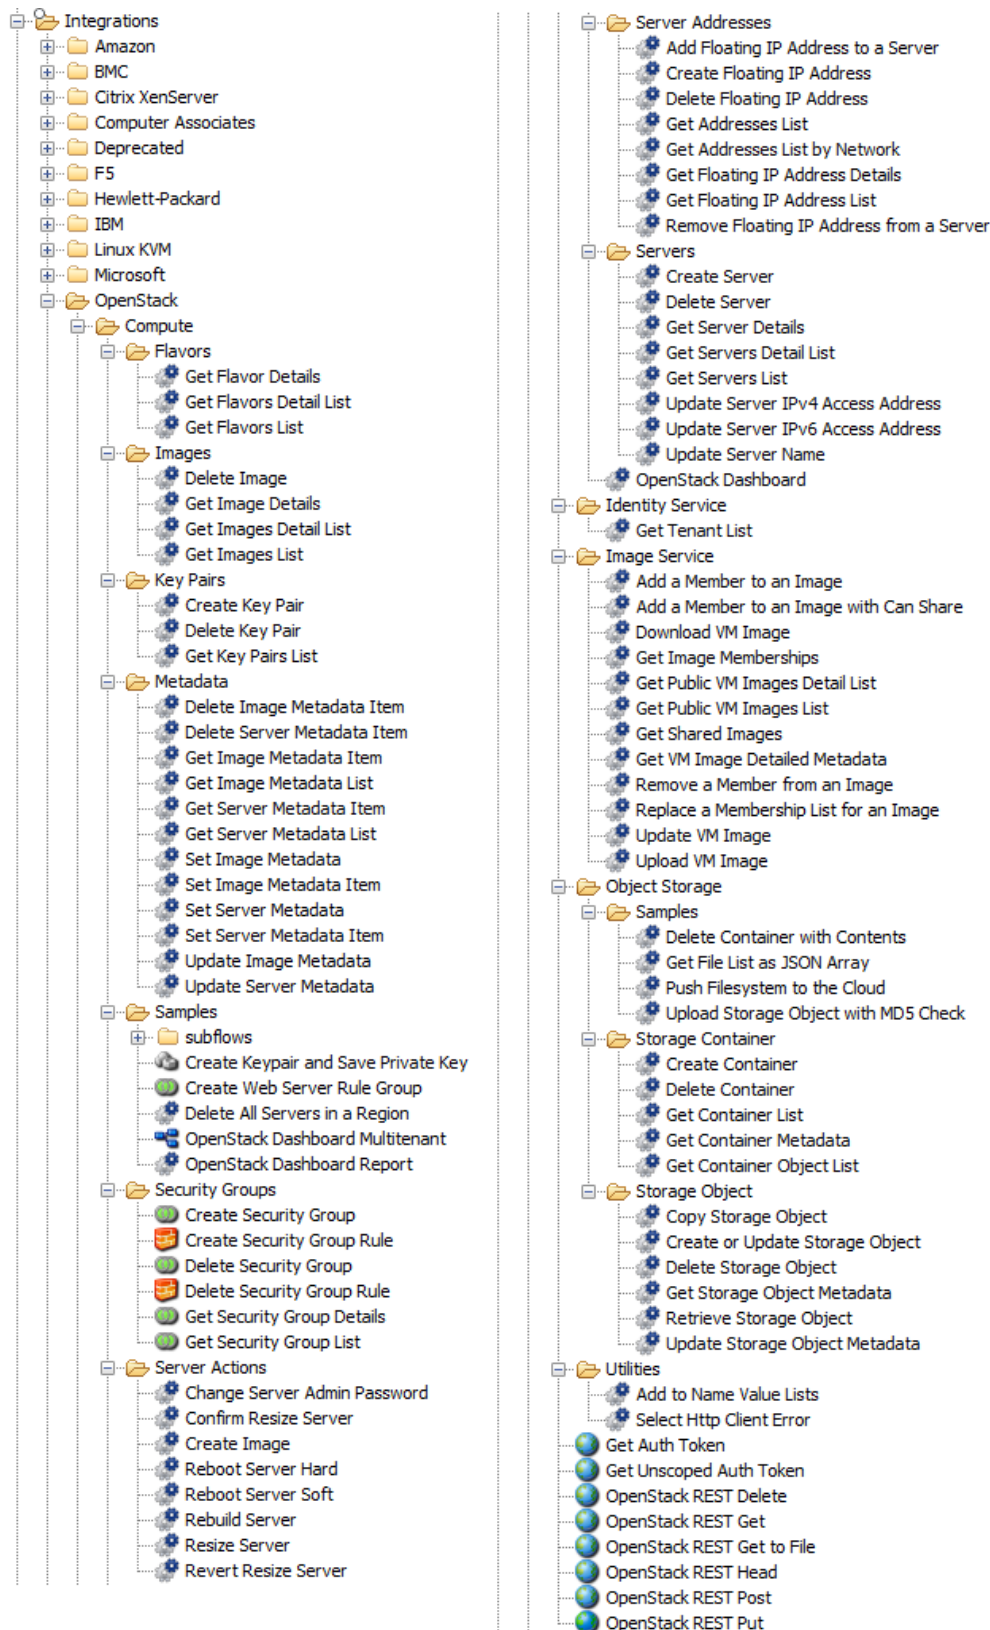 Integrations
Amazon
BMC
Citrix XenServer
Computer Associates
Deprecated
F5
Hewlett-Packard
IBM
Linux KVM
Microsoft
OpenStack
Compute
Flavors
Get Flavor Details
Get Flavors Detail List
Get Flavors List
Images
Delete Image
Get Image Details
Get Images Detail List
Get Images List
Key Pairs
Create Key Pair
Delete Key Pair
Get Key Pairs List
Metadata
Delete Image Metadata Item
Delete Server Metadata Item
Get Image Metadata Item
Get Image Metadata List
Get Server Metadata Item
Get Server Metadata List
Set Image Metadata
Set Image Metadata Item
Set Server Metadata
Set Server Metadata Item
Update Image Metadata
Update Server Metadata
Samples
subflows
Create Keypair and Save Private Key
Create Web Server Rule Group
Delete All Servers in a Region
OpenStack Dashboard Multitenant
OpenStack Dashboard Report
Security Groups
Create Security Group
Create Security Group Rule
Delete Security Group
Delete Security Group Rule
Get Security Group Details
Get Security Group List
Server Actions
Change Server Admin Password
Confirm Resize Server
Create Image
Reboot Server Hard
Reboot Server Soft
Rebuild Server
Resize Server
Revert Resize Server
Server Addresses
Add Floating IP Address to a Server
Create Floating IP Address
Delete Floating IP Address
Get Addresses List
Get Addresses List by Network
Get Floating IP Address Details
Get Floating IP Address List
Remove Floating IP Address from a Server
Servers
Create Server
Delete Server
Get Server Details
Get Servers Detail List
Get Servers List
Update Server IPv4 Access Address
Update Server IPv6 Access Address
Update Server Name
OpenStack Dashboard
Identity Service
Get Tenant List
Image Service
Add a Member to an Image
Add a Member to an Image with Can Share
Download VM Image
Get Image Memberships
Get Public VM Images Detail List
Get Public VM Images List
Get Shared Images
Get VM Image Detailed Metadata
Remove a Member from an Image
Replace a Membership List for an Image
Update VM Image
Upload VM Image
Object Storage
Samples
Delete Container with Contents
Get File List as JSON Array
Push Filesystem to the Cloud
Upload Storage Object with MD5 Check
Storage Container
Create Container
Delete Container
Get Container List
Get Container Metadata
Get Container Object List
Storage Object
Copy Storage Object
Create or Update Storage Object
Delete Storage Object
Get Storage Object Metadata
Retrieve Storage Object
Update Storage Object Metadata
Utilities
Add to Name Value Lists
Select Http Client Error
Get Auth Token
Get Unscoped Auth Token
OpenStack REST Delete
OpenStack REST Get
OpenStack REST Get to File
OpenStack REST Head
OpenStack REST Post
OpenStack REST Put